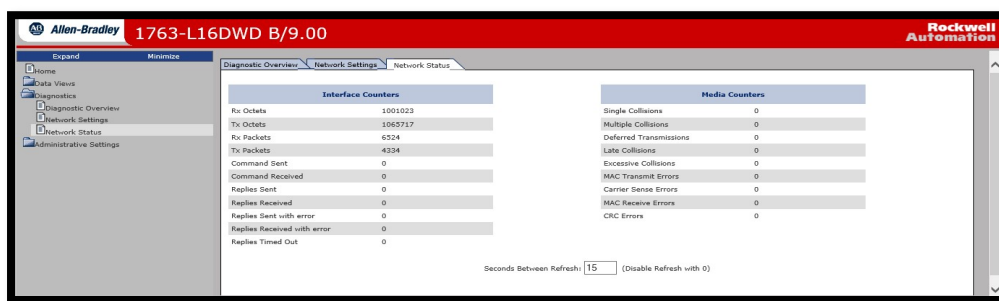 AB Allen-Bradley 1763-L16DWD B/9.00 Rockwell
Automation
Expand Minimize
Home
Data Views
Diagnostics
Diagnostic Overview
Network Settings
Network Status
Administrative Settings
Diagnostic Overview Network Settings Network Status
Interface Counters
Rx Octets 1001023
Tx Octets 1065717
Rx Packets 6524
Tx Packets 4334
Command Sent 0
Command Received 0
Replies Sent 0
Replies Received 0
Replies Sent with error 0
Replies Received with error 0
Replies Timed Out 0
Media Counters
Single Collisions 0
Multiple Collisions 0
Deferred Transmissions 0
Late Collisions 0
Excessive Collisions 0
MAC Transmit Errors 0
Carrier Sense Errors 0
MAC Receive Errors 0
CRC Errors 0
Seconds Between Refresh: 15 (Disable Refresh with 0)